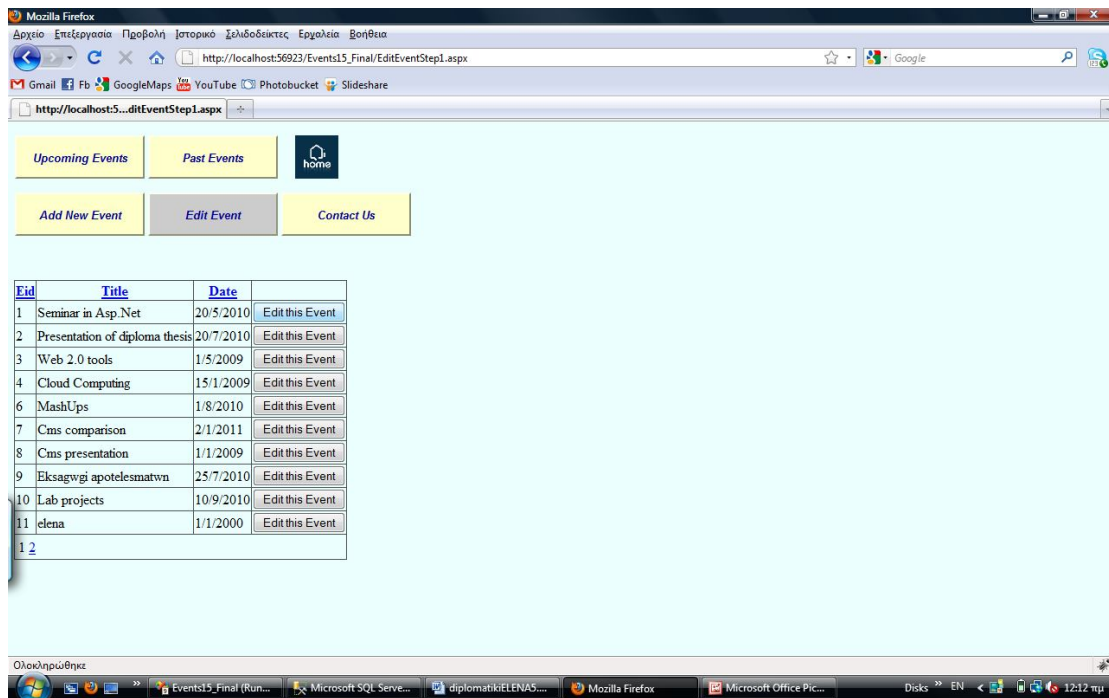 Mozilla Firefox
Αρχείο Επεξεργασία Προβολή Ιστορικό Σελιδοδείκτες Εργαλεία Βοήθεια
http://localhost:56923/Events15_Final/EditEventStep1.aspx Google
Gmail Fb GoogleMaps YouTube Photobucket Slideshare
http://localhost:5...ditEventStep1.aspx
Upcoming Events Past Events home
Add New Event Edit Event Contact Us
Eid Title Date
1 Seminar in Asp.Net 20/5/2010 Edit this Event
2 Presentation of diploma thesis 20/7/2010 Edit this Event
3 Web 2.0 tools 1/5/2009 Edit this Event
4 Cloud Computing 15/1/2009 Edit this Event
6 MashUps 1/8/2010 Edit this Event
7 Cms comparison 2/1/2011 Edit this Event
8 Cms presentation 1/1/2009 Edit this Event
9 Eksagwgi apotelesmatwn 25/7/2010 Edit this Event
10 Lab projects 10/9/2010 Edit this Event
11 elena 1/1/2000 Edit this Event
1 2
Ολοκληρώθηκε
Events15_Final (Run... Microsoft SQL Serve... diplomatikiELENA5.... Mozilla Firefox Microsoft Office Pic... Disks » EN 12:12 πμ